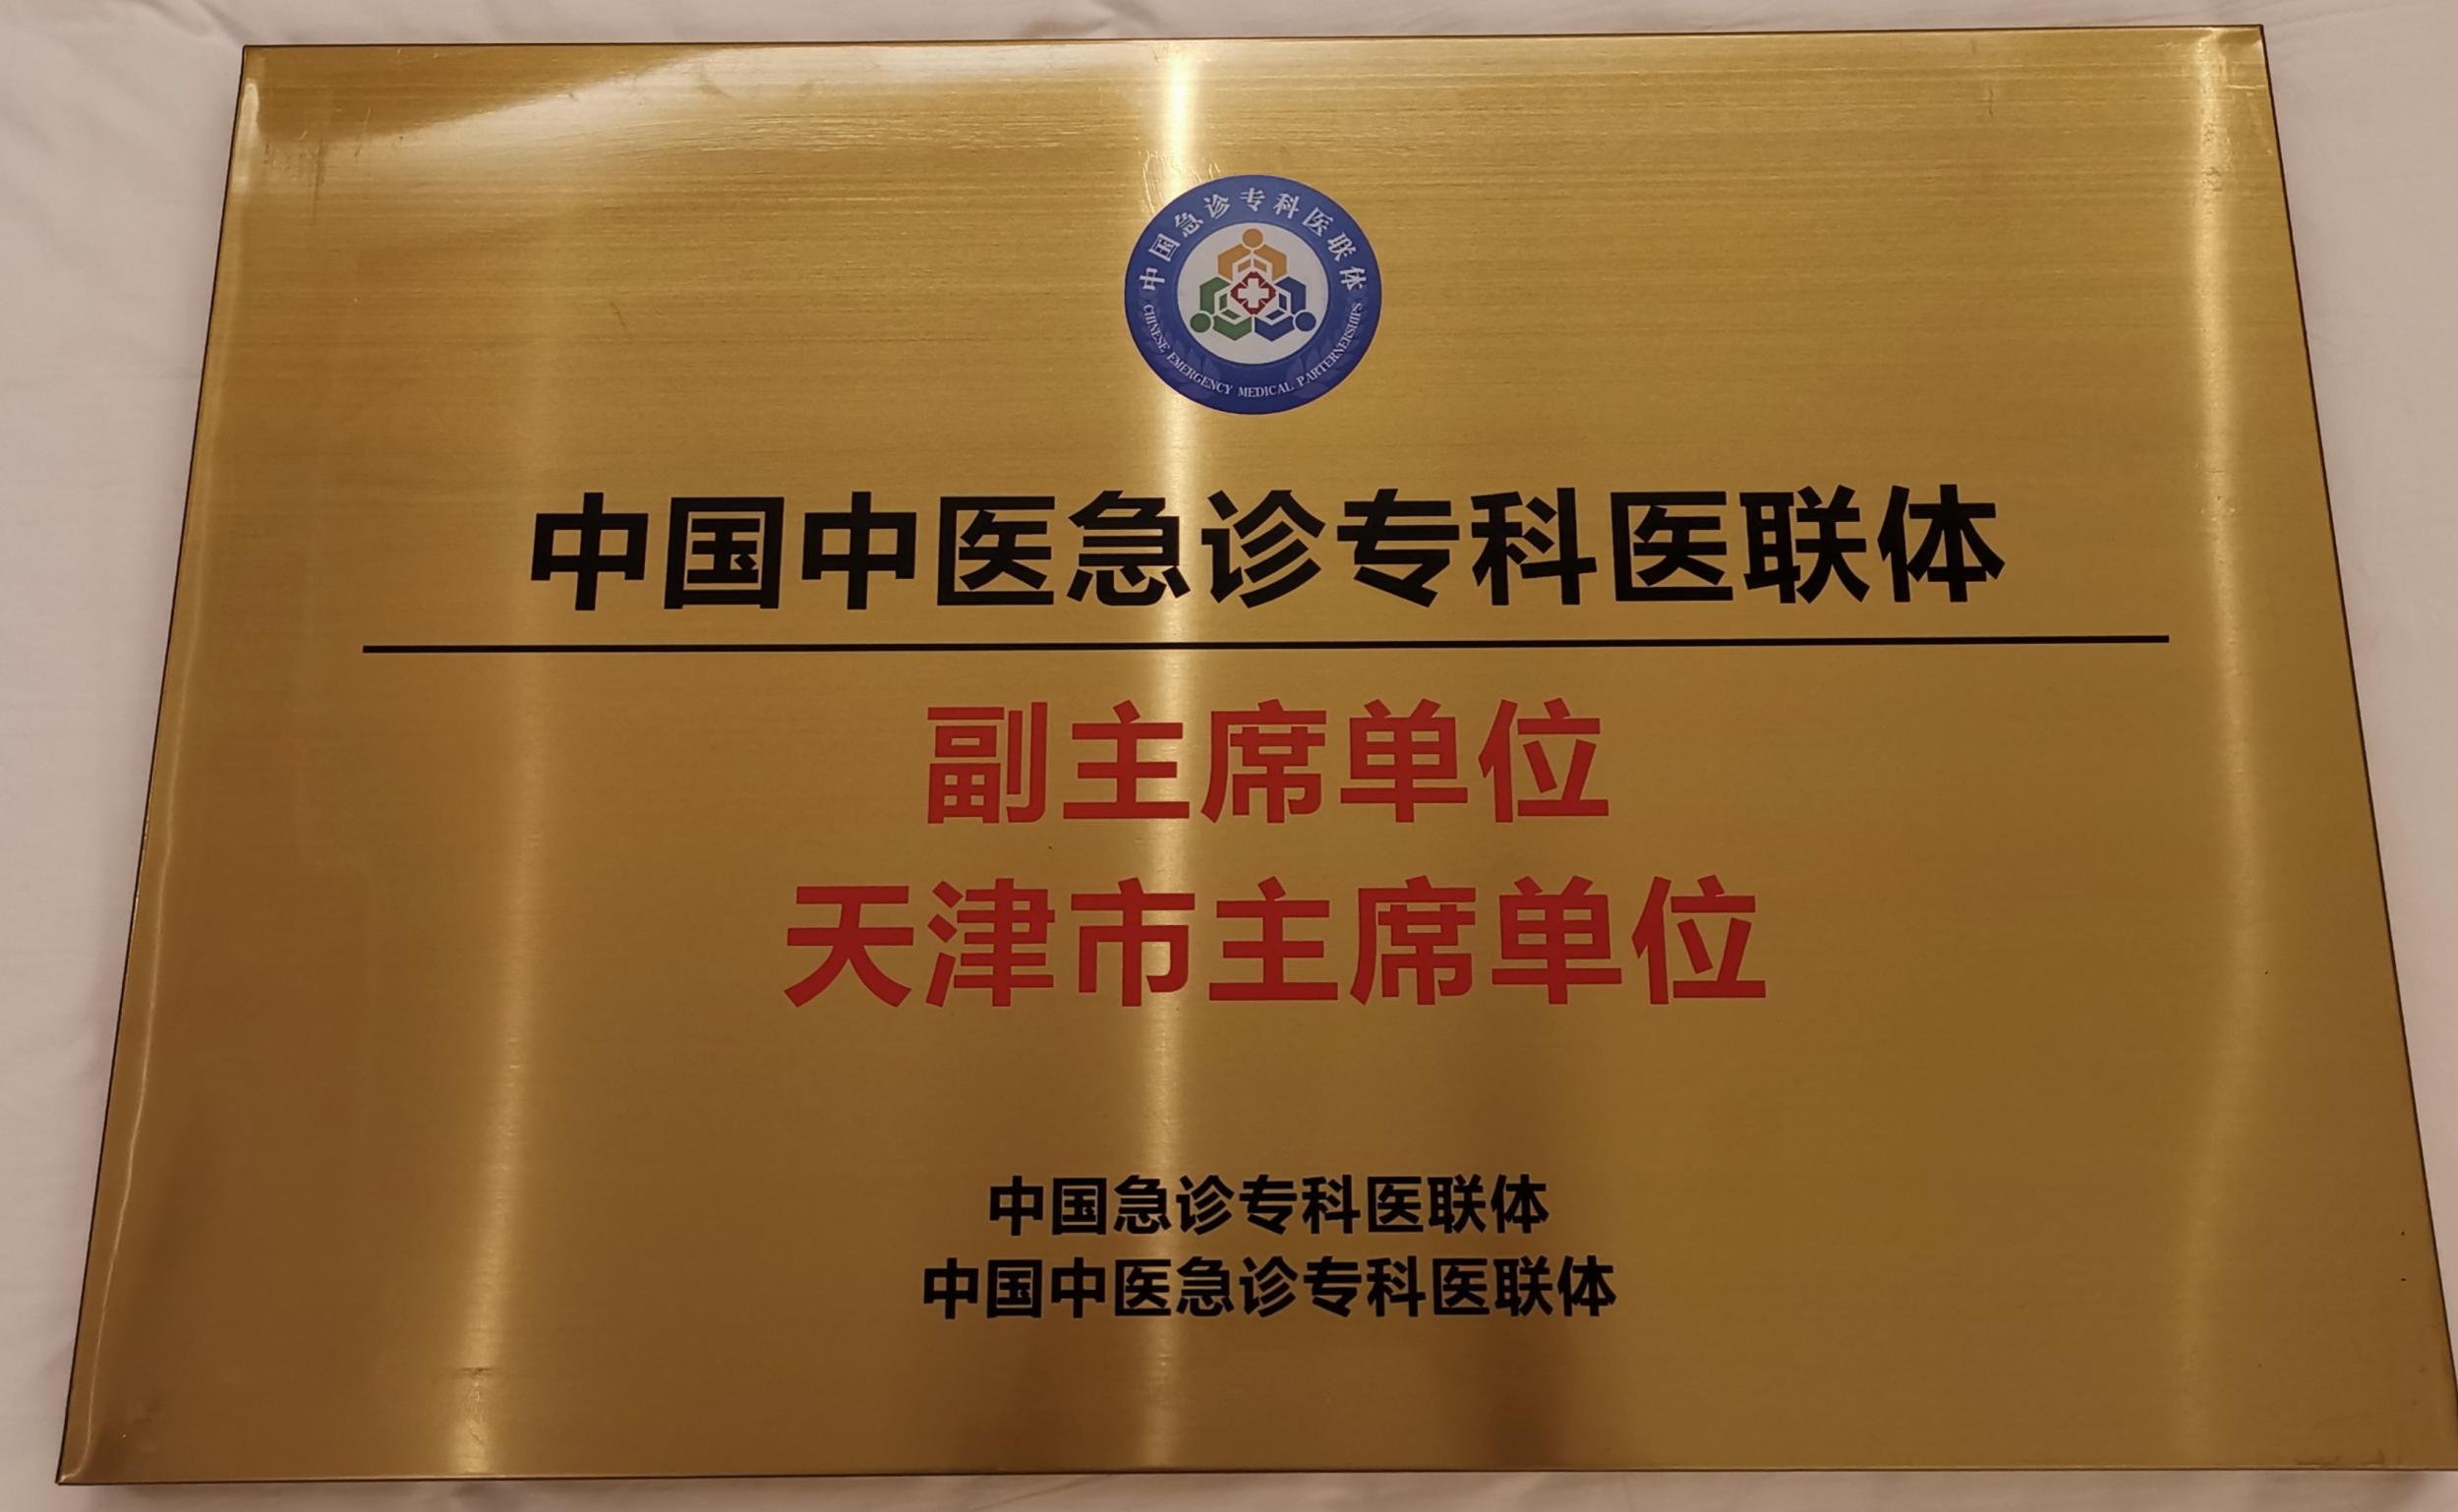 中国急诊专科医联体
CHINESE EMERGENCY MEDICAL PARTERNERSHIPS
中国中医急诊专科医联体
副主席单位
天津市主席单位
中国急诊专科医联体
中国中医急诊专科医联体